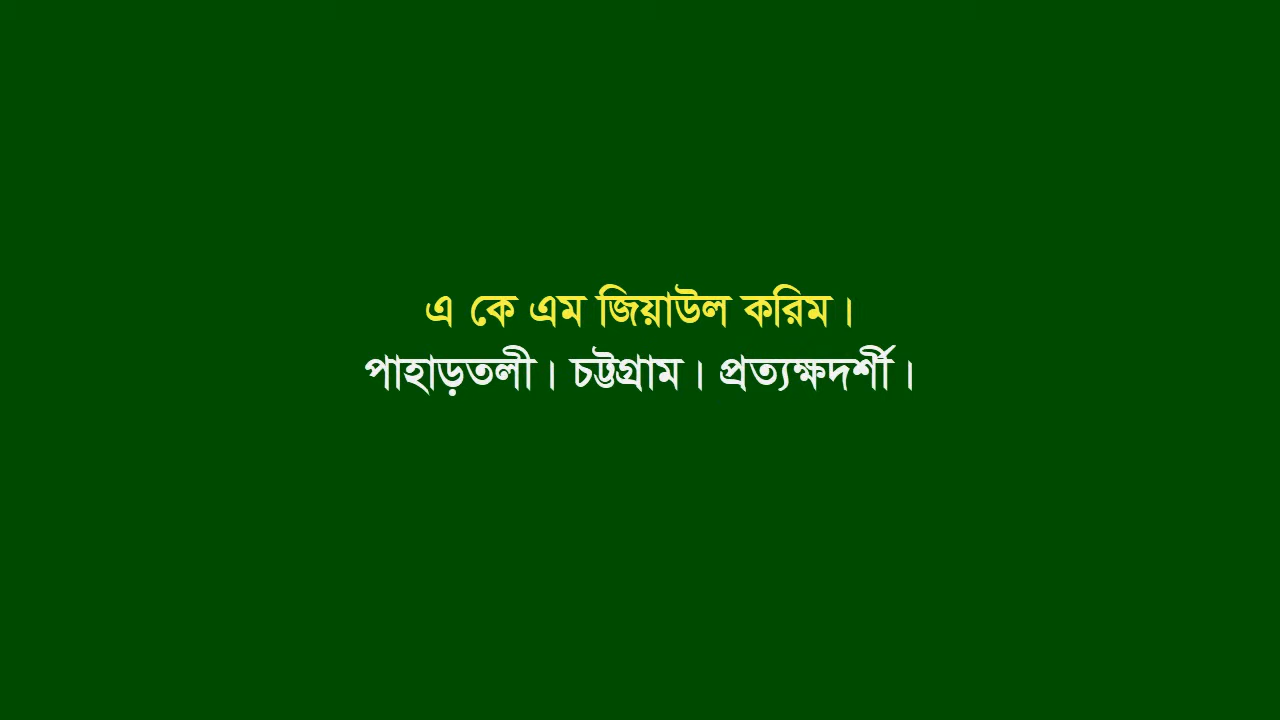 এ কে এম জিয়াউল করিম।
পাহাড়তলী। চট্টগ্রাম। প্রত্যক্ষদর্শী।